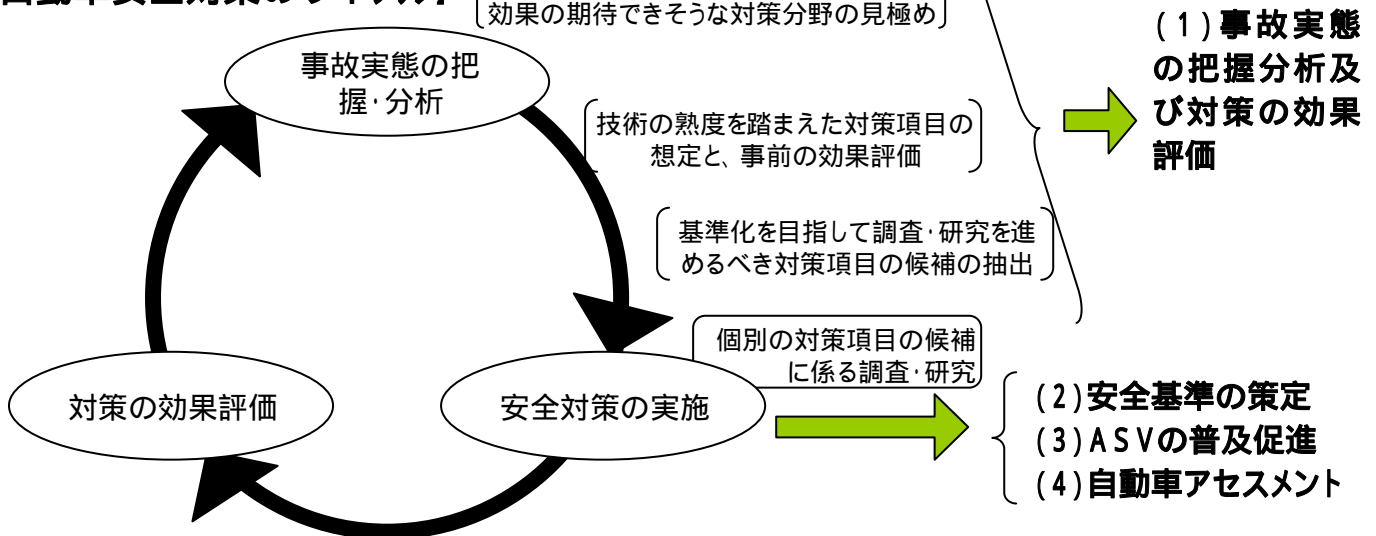 効果の期待できそうな対策分野の見極め
(1)事故実態
の把握分析及
び対策の効果
評価
事故実態の把
握・分析
技術の熟度を踏まえた対策項目の
想定と、事前の効果評価
基準化を目指して調査・研究を進
めるべき対策項目の候補の抽出
個別の対策項目の候補
に係る調査・研究
対策の効果評価
安全対策の実施
(2)安全基準の策定
(3)ASVの普及促進
(4)自動車アセスメント